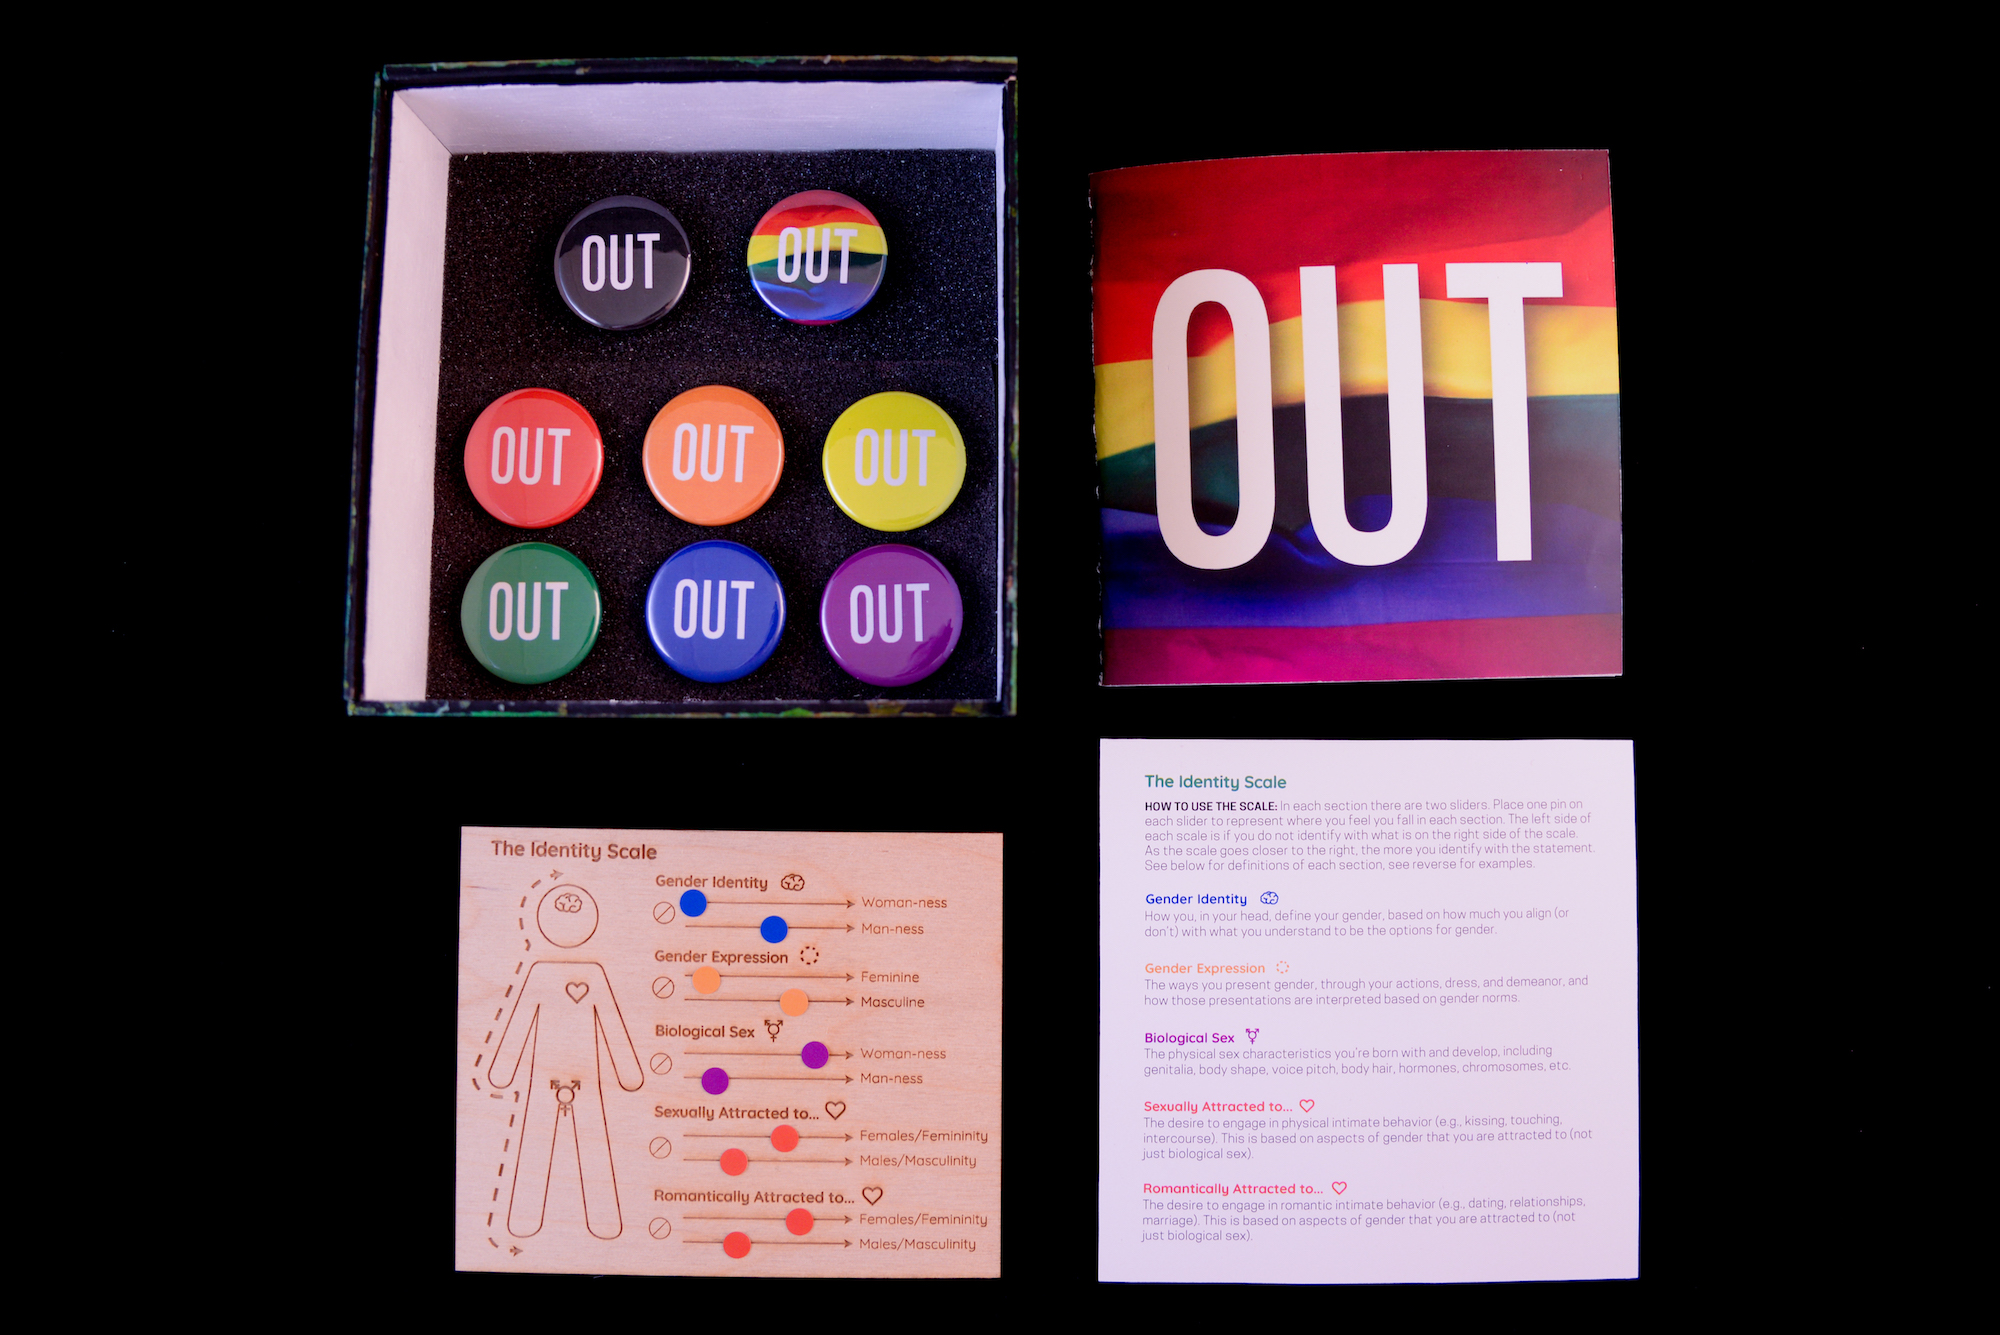 OUT
OUT
OUT
OUT
OUT
OUT
OUT
OUT
OUT
The Identity Scale
Gender Identity
Woman-ness
Man-ness
Gender Expression
Feminine
Masculine
Biological Sex
Woman-ness
Man-ness
Sexually Attracted to...
Females/Femininity
Males/Masculinity
Romantically Attracted to...
Females/Femininity
Males/Masculinity
The Identity Scale
HOW TO USE THE SCALE: In each section there are two sliders. Place one pin on
each slider to represent where you feel you fall in each section. The left side of
each scale is if you do not identify with what is on the right side of the scale.
As the scale goes closer to the right, the more you identify with the statement.
See below for definitions of each section, see reverse for examples.
Gender Identity
How you, in your head, define your gender, based on how much you align (or
don't) with what you understand to be the options for gender.
Gender Expression
The ways you present gender, through your actions, dress, and demeanor, and
how those presentations are interpreted based on gender norms.
Biological Sex
The physical sex characteristics you're born with and develop, including
genitalia, body shape, voice pitch, body hair, hormones, chromosomes, etc.
Sexually Attracted to...
The desire to engage in physical intimate behavior (e.g., kissing, touching,
intercourse). This is based on aspects of gender that you are attracted to (not
just biological sex).
Romantically Attracted to...
The desire to engage in romantic intimate behavior (e.g., dating, relationships,
marriage). This is based on aspects of gender that you are attracted to (not
just biological sex).